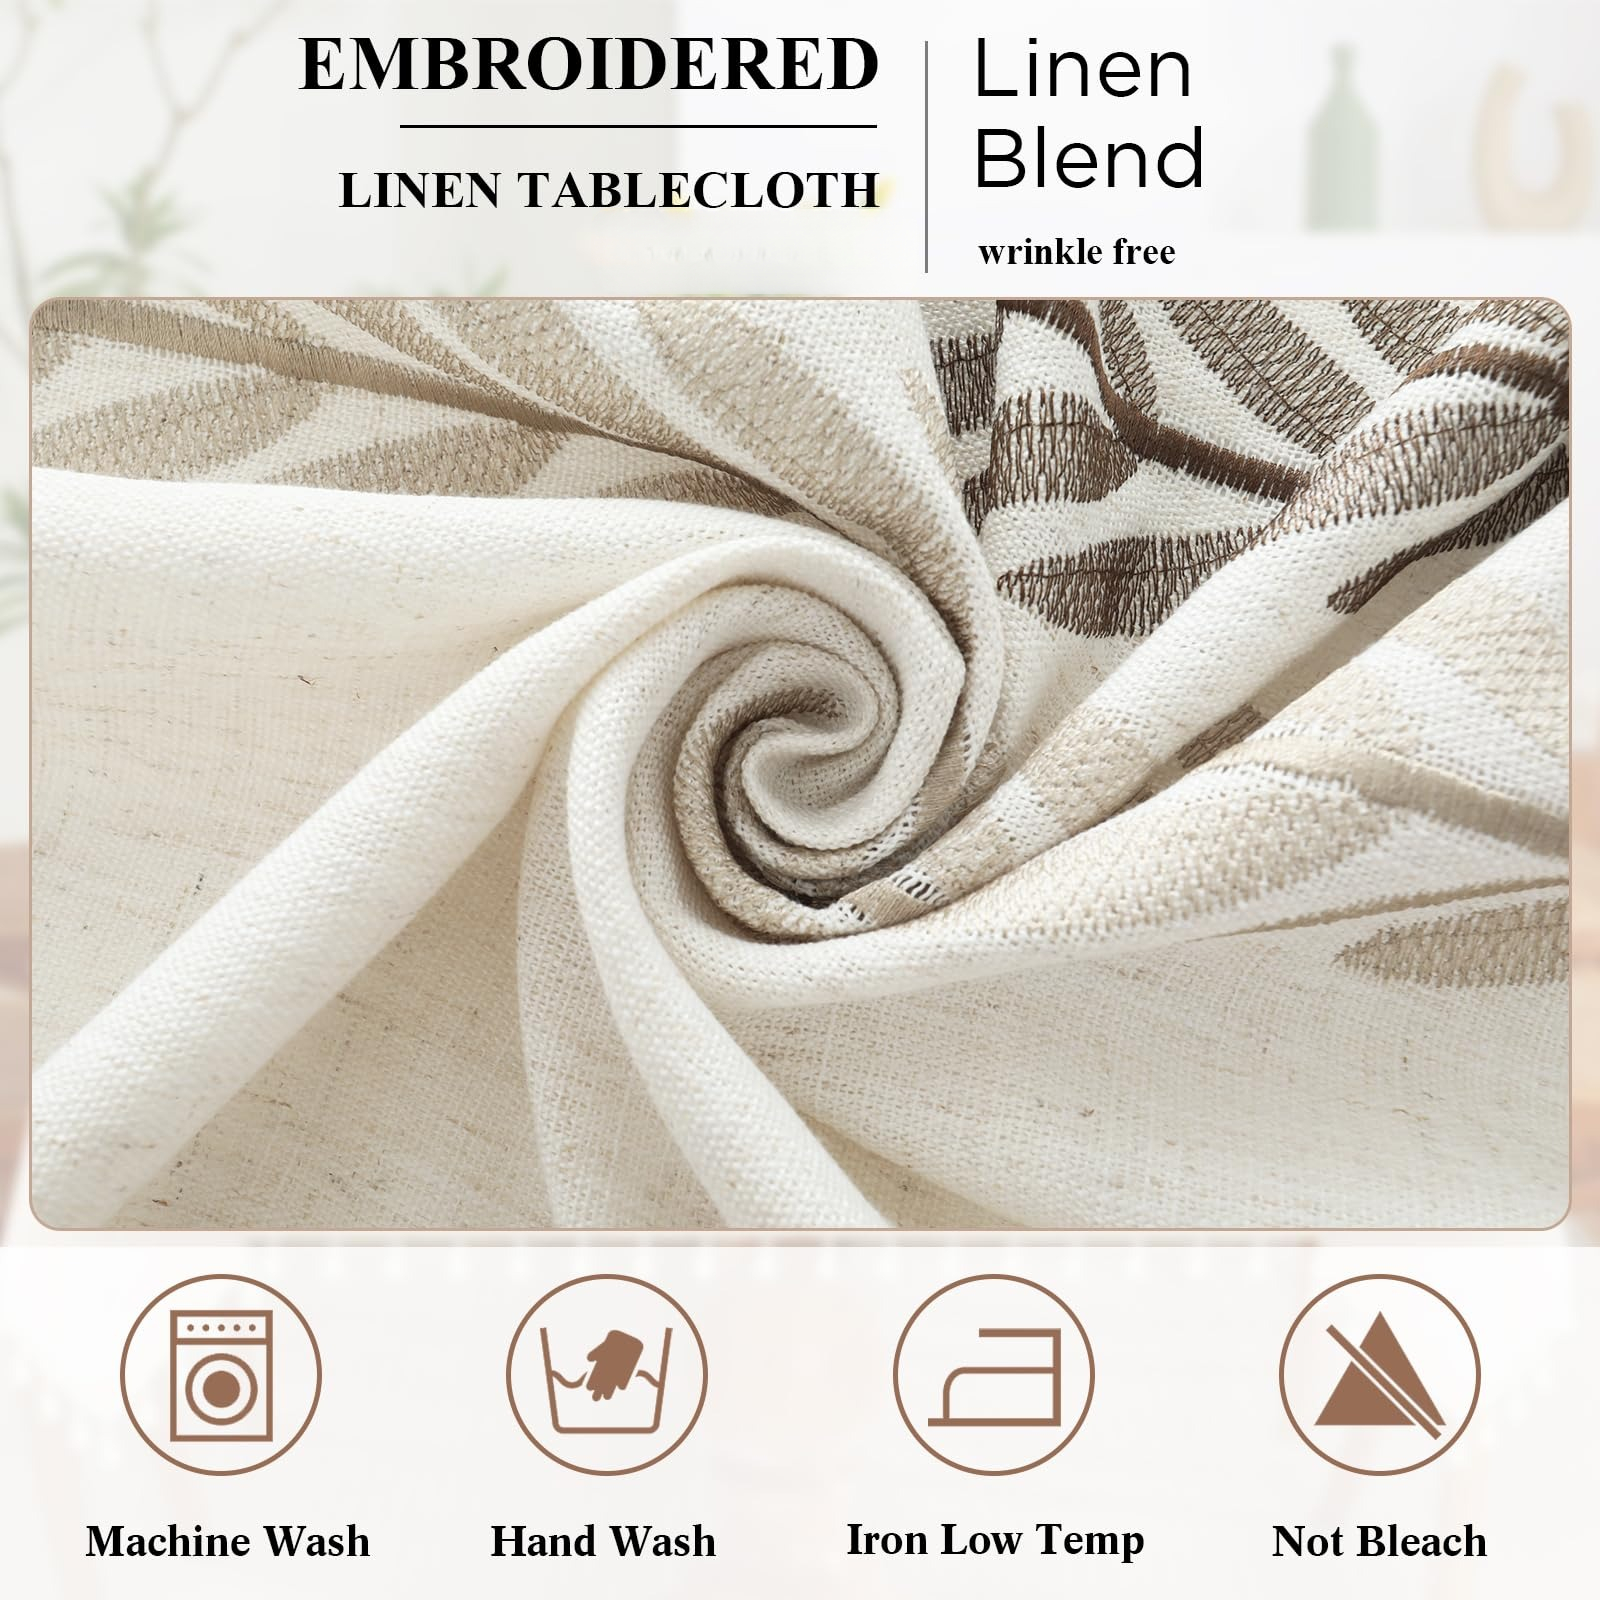 EMBROIDERED
LINEN TABLECLOTH
Linen
Blend
wrinkle free
Machine Wash
Hand Wash
Iron Low Temp
Not Bleach